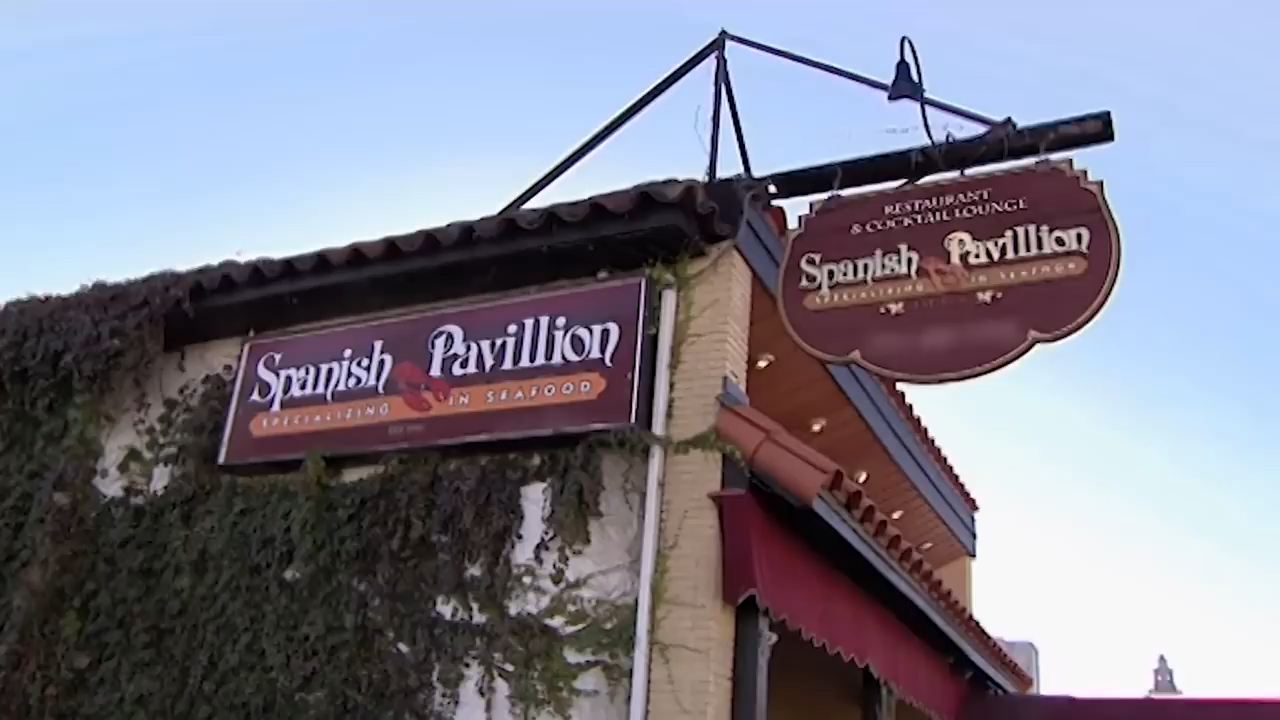 Spanish Pavillion
SPECIALIZING IN SEAFOOD
RESTAURANT
& COCKTAIL LOUNGE
Spanish Pavillion
SPECIALIZING IN SEAFOOD